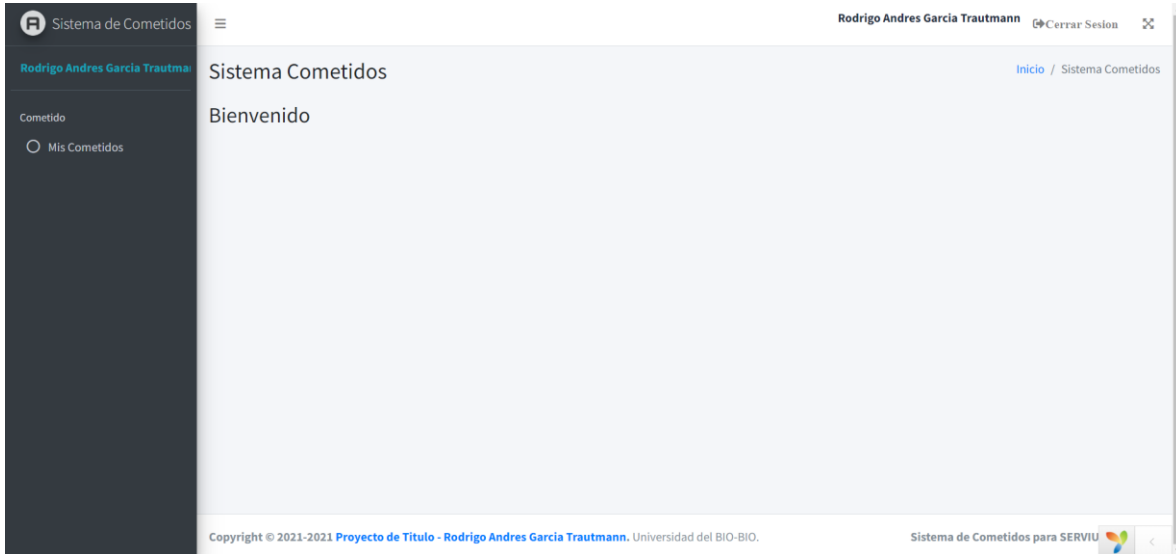 Sistema de Cometidos
Rodrigo Andres Garcia Trautmann
Cerrar Sesion
Rodrigo Andres Garcia Trautma
Sistema Cometidos
Inicio / Sistema Cometidos
Cometido
Bienvenido
Mis Cometidos
Copyright © 2021-2021 Proyecto de Titulo - Rodrigo Andres Garcia Trautmann. Universidad del BIO-BIO.
Sistema de Cometidos para SERVIU